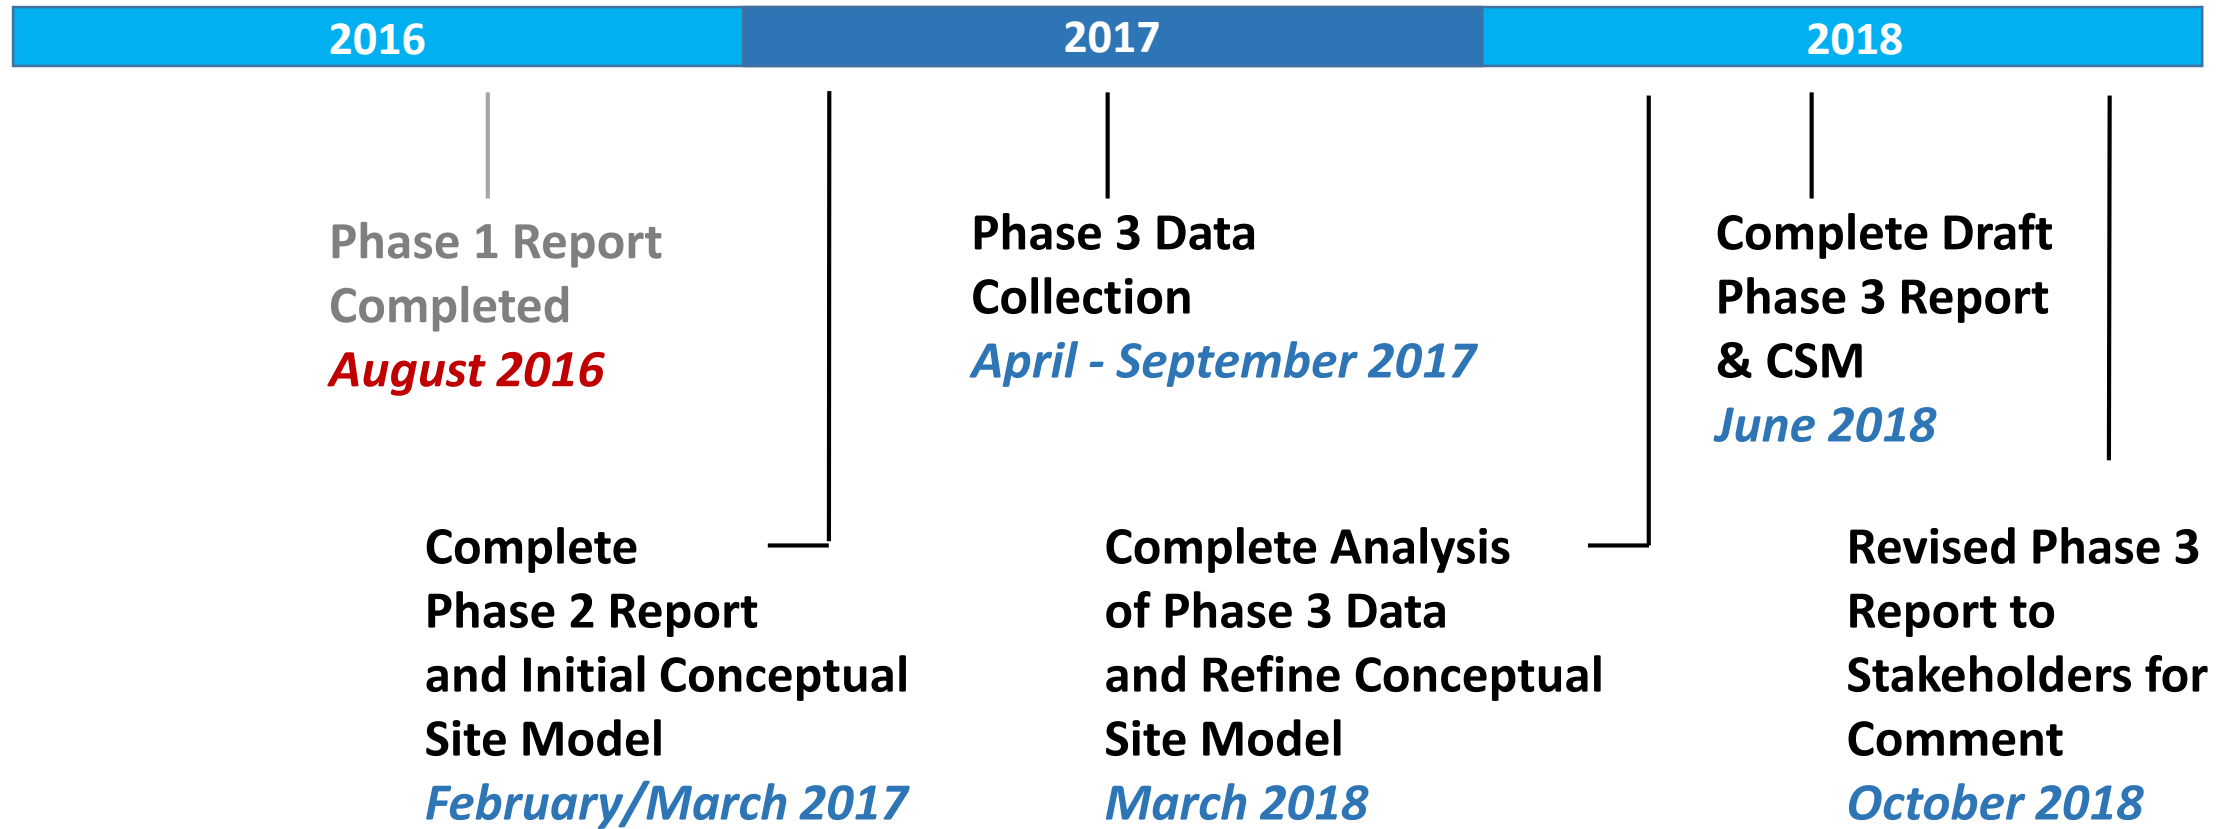 2016
2017
2018
Phase 1 Report
Completed
August 2016
Complete
Phase 2 Report
and Initial Conceptual
Site Model
February/March 2017
Phase 3 Data
Collection
April - September 2017
Complete Analysis
of Phase 3 Data
and Refine Conceptual
Site Model
March 2018
Complete Draft
Phase 3 Report
& CSM
June 2018
Revised Phase 3
Report to
Stakeholders for
Comment
October 2018